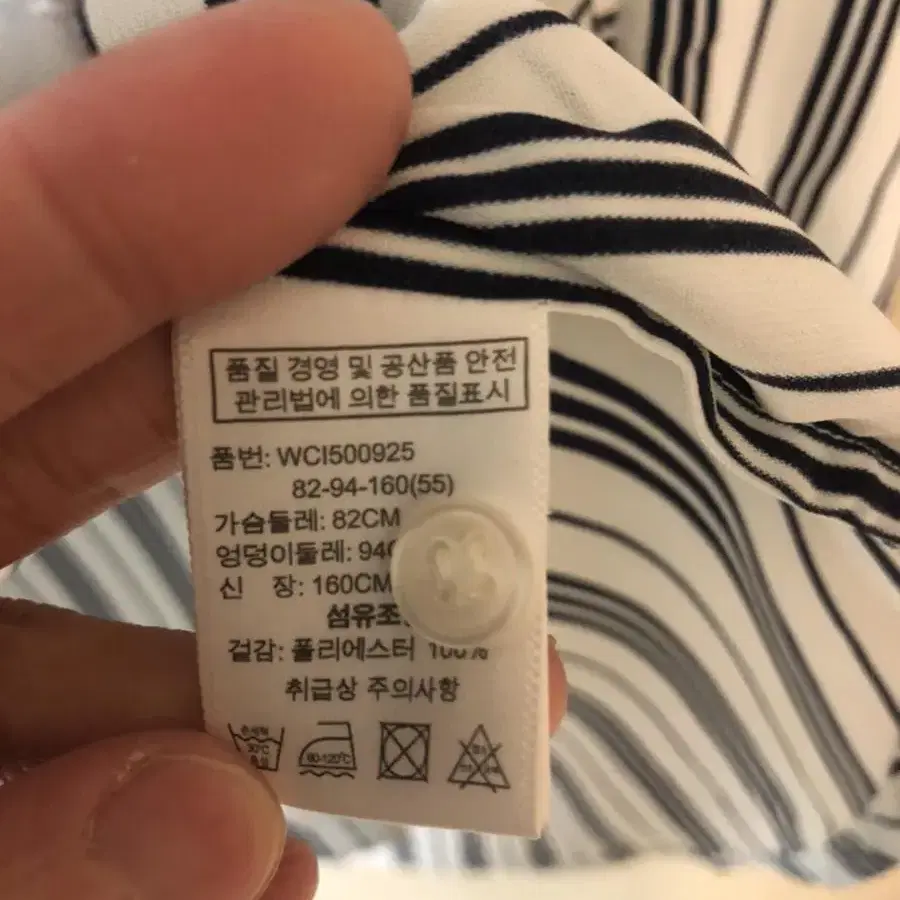 품질 경영 및 공산품 안전
관리법에 의한 품질표시
품번: WCI500925
82-94-160(55)
가슴둘레: 82CM
엉덩이둘레: 94
신 장: 160CM
섬유조
겉감: 폴리에스터 100%
취급상 주의사항
30℃
80-120℃